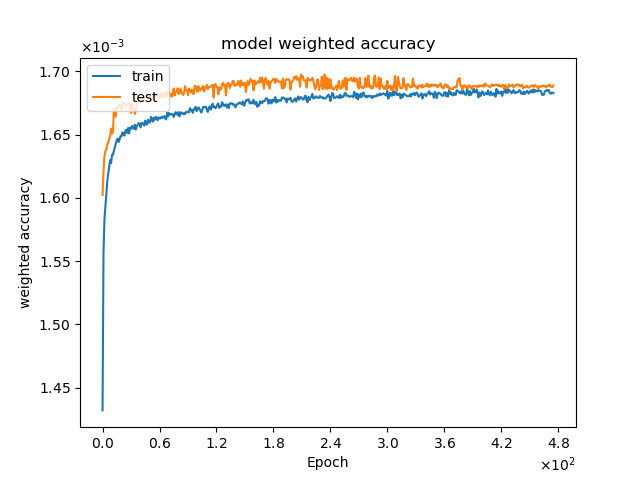 model weighted accuracy
×10⁻³
train
test
1.70
1.65
1.60
1.55
1.50
1.45
weighted accuracy
0.0 0.6 1.2 1.8 2.4 3.0 3.6 4.2 4.8
Epoch
×10²